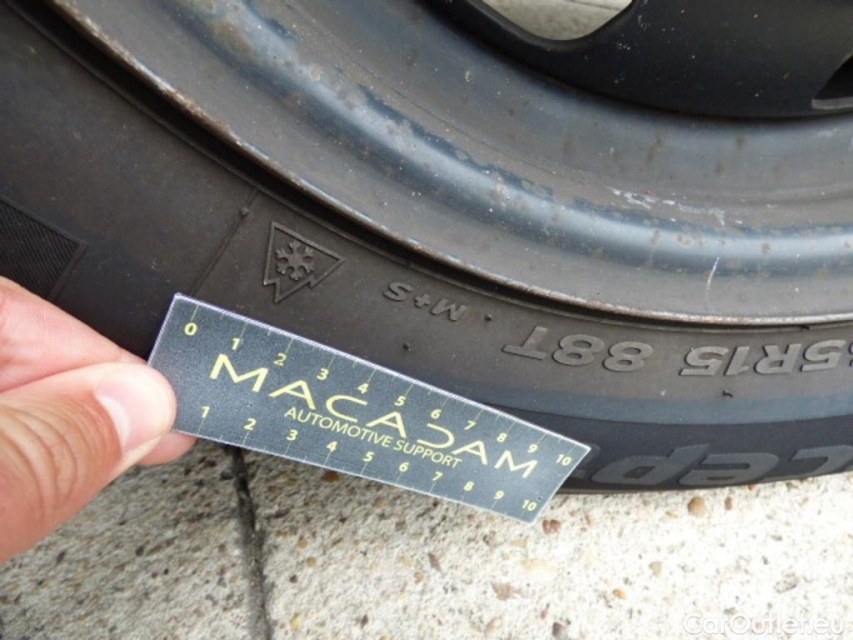 M+S
5R15 88T
cep
0 1 2 3 4 5 6 7 8 9 10
MACADAM
AUTOMOTIVE SUPPORT
1 2 3 4 5 6 7 8 9 10
CarOutlet.eu